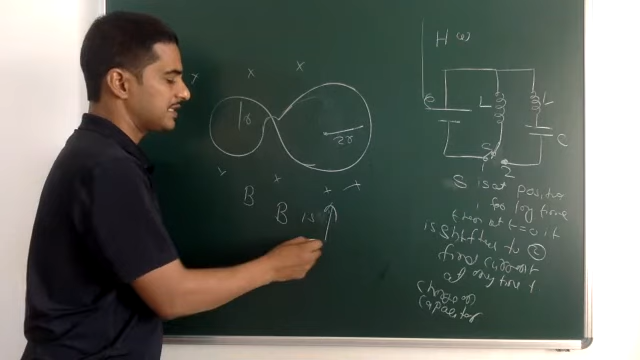 H ω
e L L C
S
1 2
S is at position
1 for long time
then at t=0 it
is shifted to ②
find current
at any time t
charge on
capacitor
x x x
r
2r
x x x x
B
B is